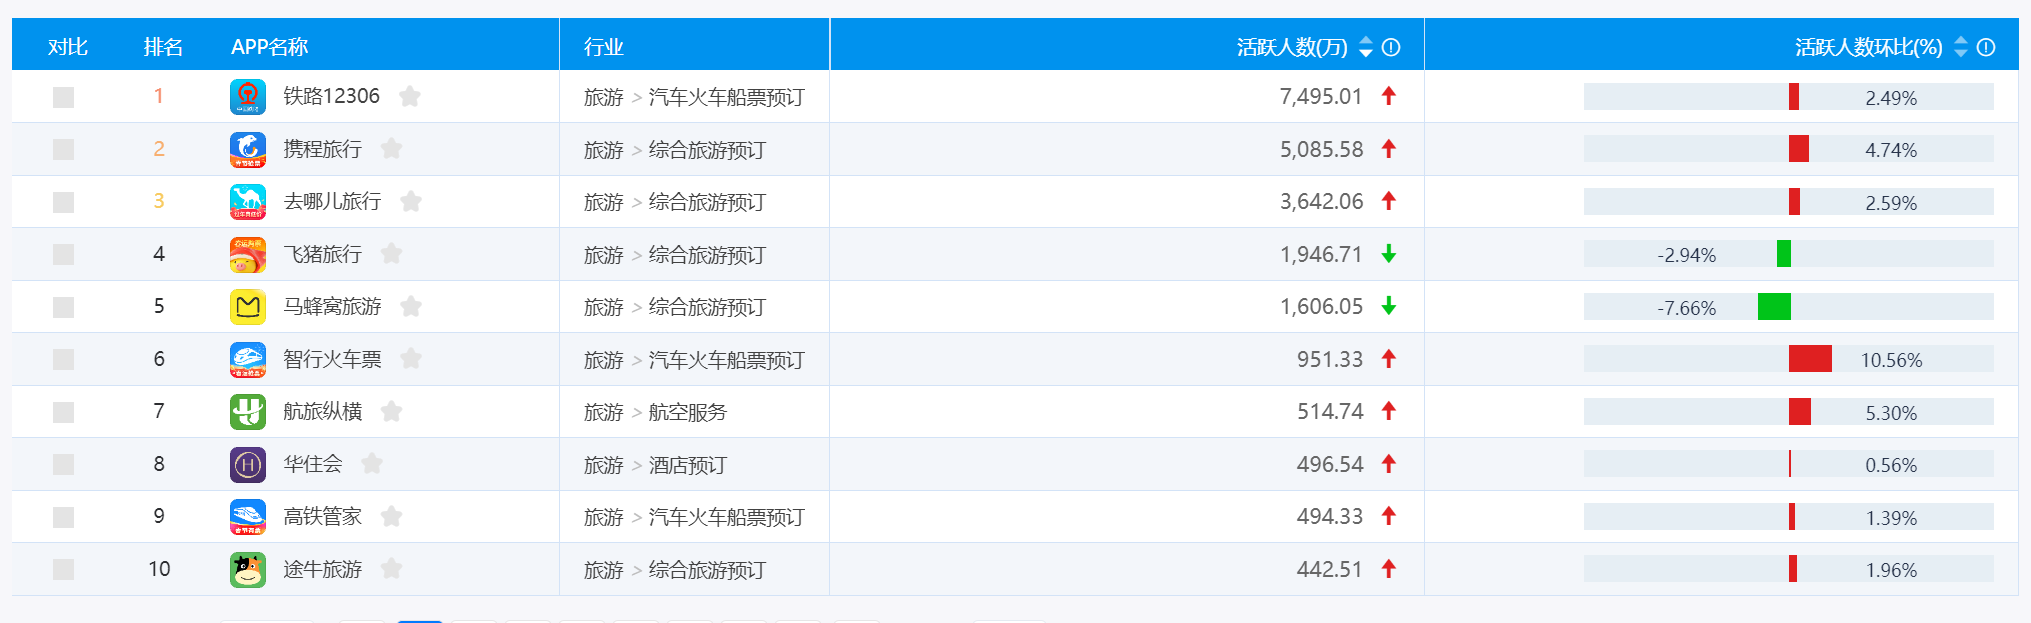 对比 排名 APP名称 行业 活跃人数(万) 活跃人数环比(%)
1 铁路12306 旅游 > 汽车火车船票预订 7,495.01 2.49%
2 携程旅行 旅游 > 综合旅游预订 5,085.58 4.74%
3 去哪儿旅行 旅游 > 综合旅游预订 3,642.06 2.59%
4 飞猪旅行 旅游 > 综合旅游预订 1,946.71 -2.94%
5 马蜂窝旅游 旅游 > 综合旅游预订 1,606.05 -7.66%
6 智行火车票 旅游 > 汽车火车船票预订 951.33 10.56%
7 航旅纵横 旅游 > 航空服务 514.74 5.30%
8 华住会 旅游 > 酒店预订 496.54 0.56%
9 高铁管家 旅游 > 汽车火车船票预订 494.33 1.39%
10 途牛旅游 旅游 > 综合旅游预订 442.51 1.96%